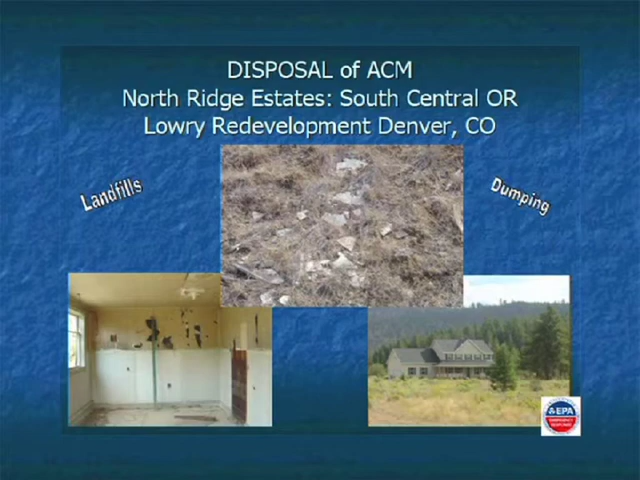 DISPOSAL of ACM
North Ridge Estates: South Central OR
Lowry Redevelopment Denver, CO
Landfills
Dumping
EPA